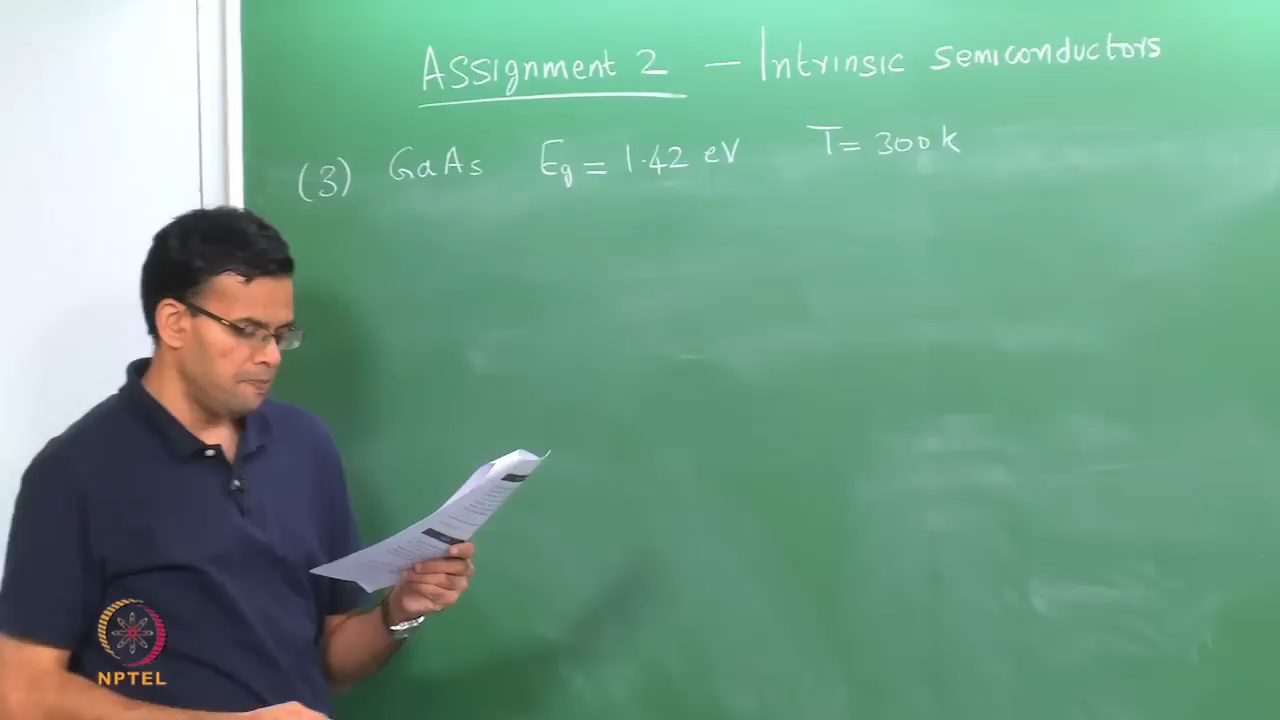 Assignment 2 - Intrinsic semiconductors
(3) GaAs Eg = 1.42 eV T = 300 K
NPTEL